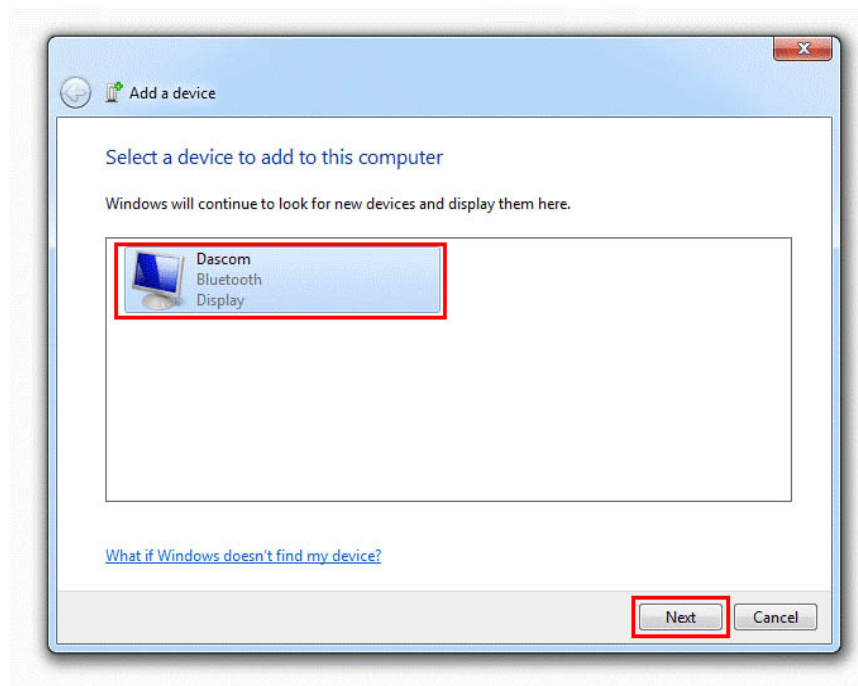 Add a device
Select a device to add to this computer
Windows will continue to look for new devices and display them here.
Dascom
Bluetooth
Display
What if Windows doesn't find my device?
Next Cancel